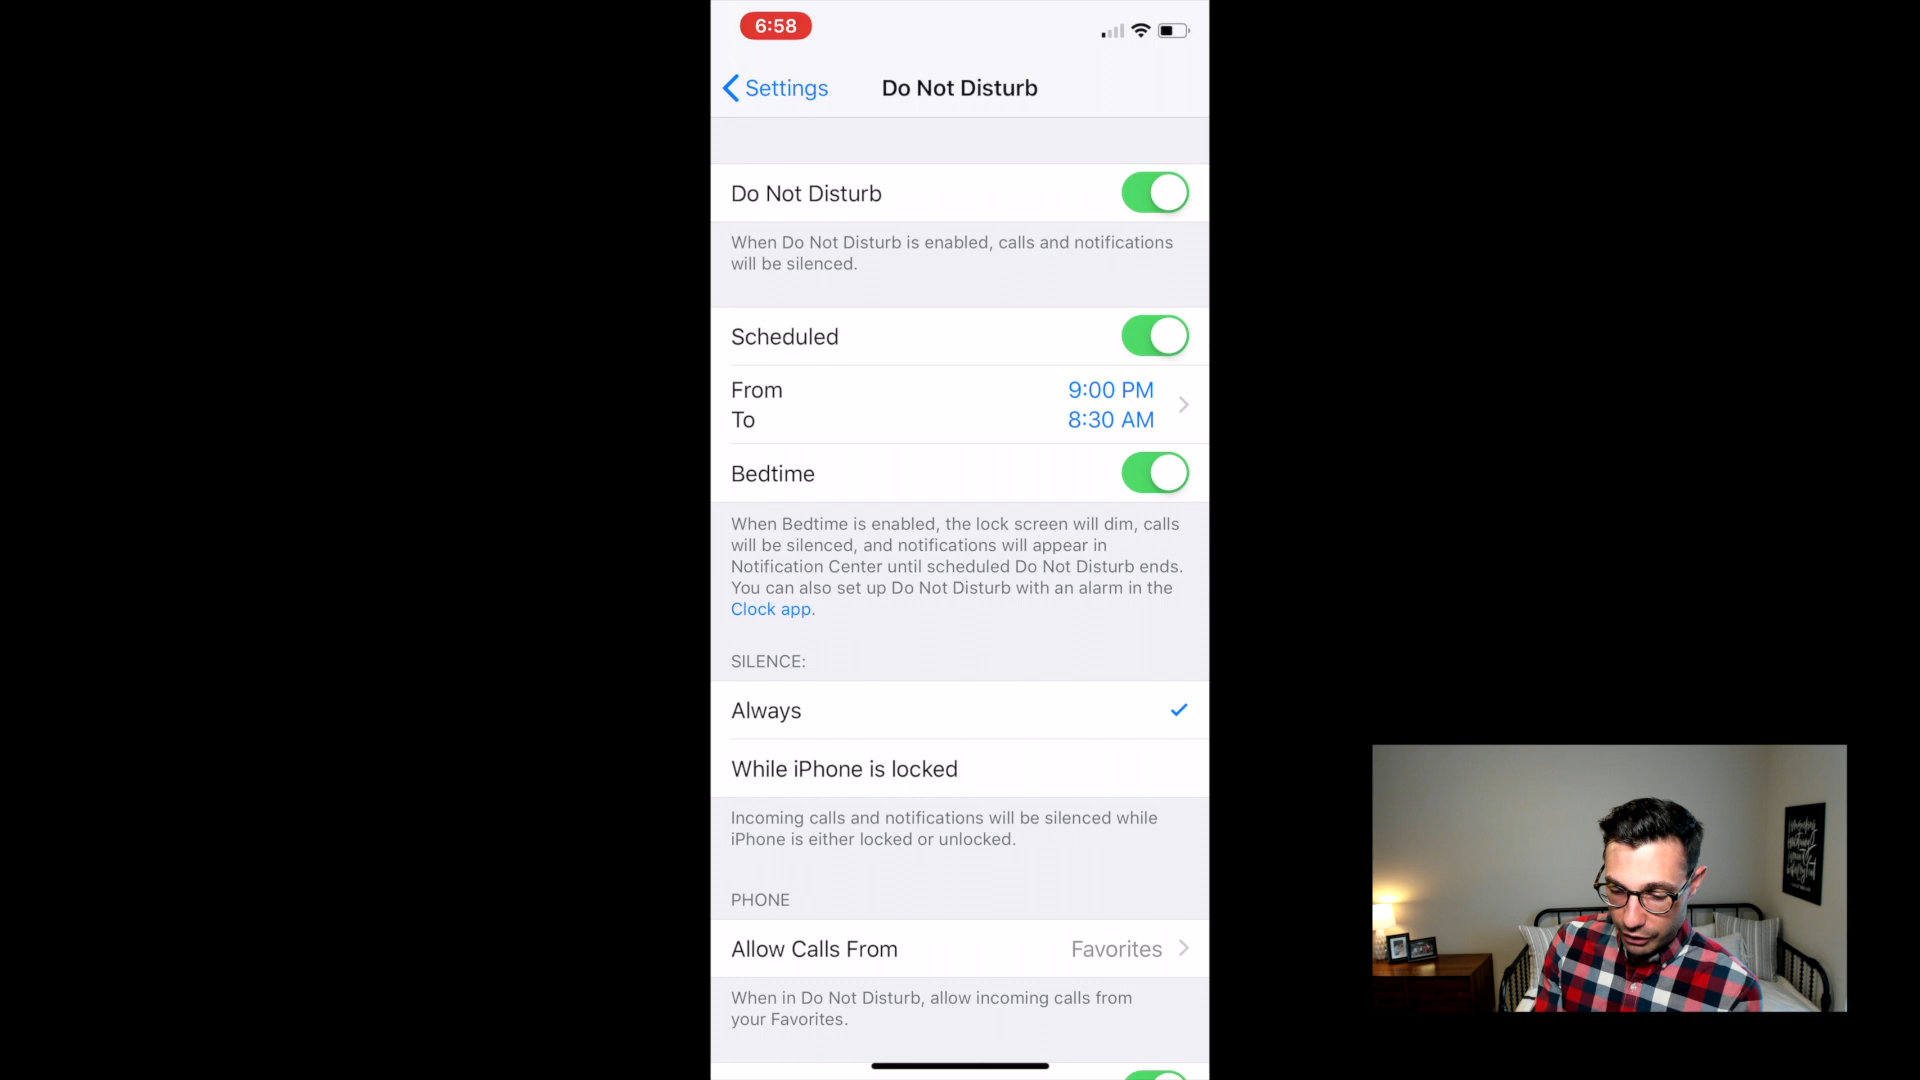 6:58
Settings
Do Not Disturb
Do Not Disturb
When Do Not Disturb is enabled, calls and notifications
will be silenced.
Scheduled
From 9:00 PM
To 8:30 AM
Bedtime
When Bedtime is enabled, the lock screen will dim, calls
will be silenced, and notifications will appear in
Notification Center until scheduled Do Not Disturb ends.
You can also set up Do Not Disturb with an alarm in the
Clock app.
SILENCE:
Always
While iPhone is locked
Incoming calls and notifications will be silenced while
iPhone is either locked or unlocked.
PHONE
Allow Calls From Favorites
When in Do Not Disturb, allow incoming calls from
your Favorites.